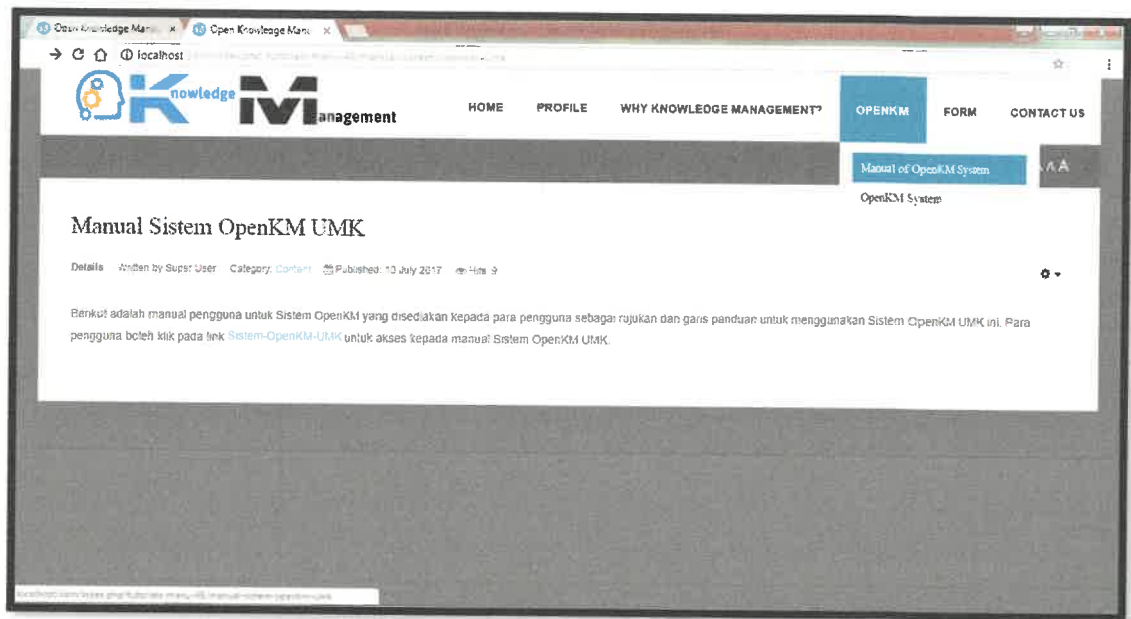 Open Knowledge Mana × Open Knowledge Mana ×
localhost
Knowledge Management
HOME PROFILE WHY KNOWLEDGE MANAGEMENT? OPENKM FORM CONTACT US
Manual of OpenKM System
A A
OpenKM System
Manual Sistem OpenKM UMK
Details Written by Super User Category: Content Published: 10 July 2017 Hits: 9
Berikut adalah manual pengguna untuk Sistem OpenKM yang disediakan kepada para pengguna sebagai rujukan dan garis panduan untuk menggunakan Sistem OpenKM UMK ini. Para
pengguna boleh klik pada link Sistem-OpenKM-UMK untuk akses kepada manual Sistem OpenKM UMK.